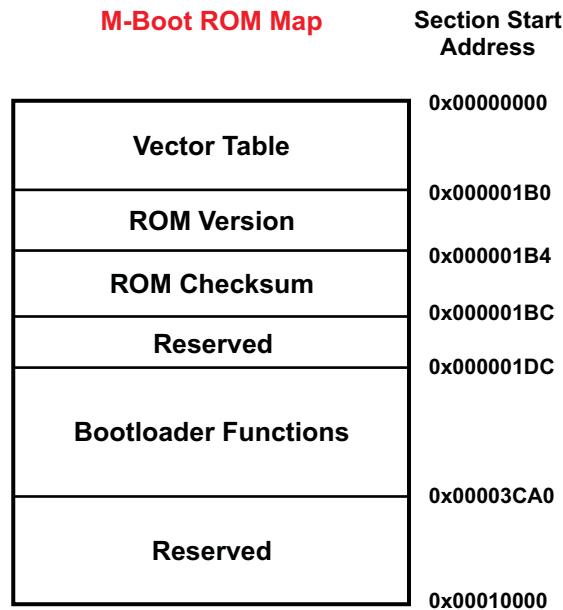 M-Boot ROM Map
Section Start
Address
0x00000000
Vector Table
0x000001B0
ROM Version
0x000001B4
ROM Checksum
0x000001BC
Reserved
0x000001DC
Bootloader Functions
0x00003CA0
Reserved
0x00010000